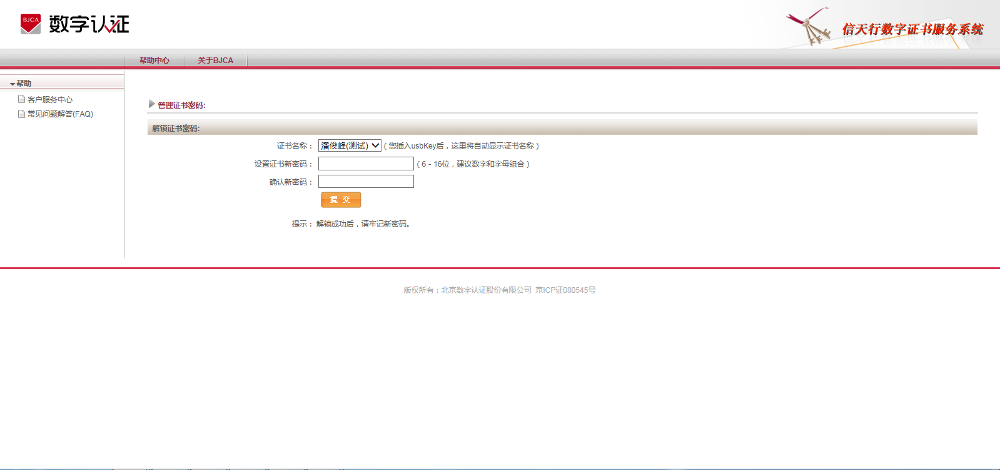 BJCA 数字认证
信天行数字证书服务系统
帮助中心 关于BJCA
帮助
客户服务中心
常见问题解答(FAQ)
管理证书密码:
解锁证书密码:
证书名称： 潘俊峰(测试) （您插入usbKey后，这里将自动显示证书名称）
设置证书新密码： （6 - 16位，建议数字和字母组合）
确认新密码：
提 交
提示： 解锁成功后，请牢记新密码。
版权所有：北京数字认证股份有限公司 京ICP证080545号